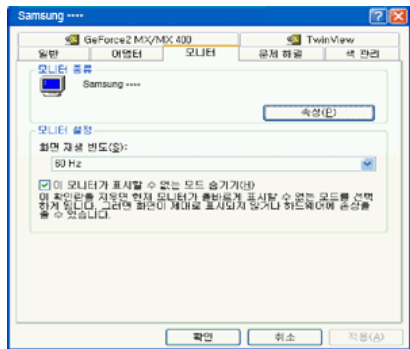 Samsung ****
GeForce2 MX/MX 400
TwinView
일반
어댑터
모니터
문제 해결
색 관리
모니터 종류
Samsung ****
속성(P)
모니터 설정
화면 재생 빈도(S):
60 Hz
이 모니터가 표시할 수 없는 모드 숨기기(H)
이 확인란을 지우면 현재 모니터가 올바르게 표시할 수 없는 모드를 선택
하게 됩니다. 그러면 화면이 제대로 표시되지 않거나 하드웨어에 손상을
줄 수 있습니다.
확인
취소
적용(A)